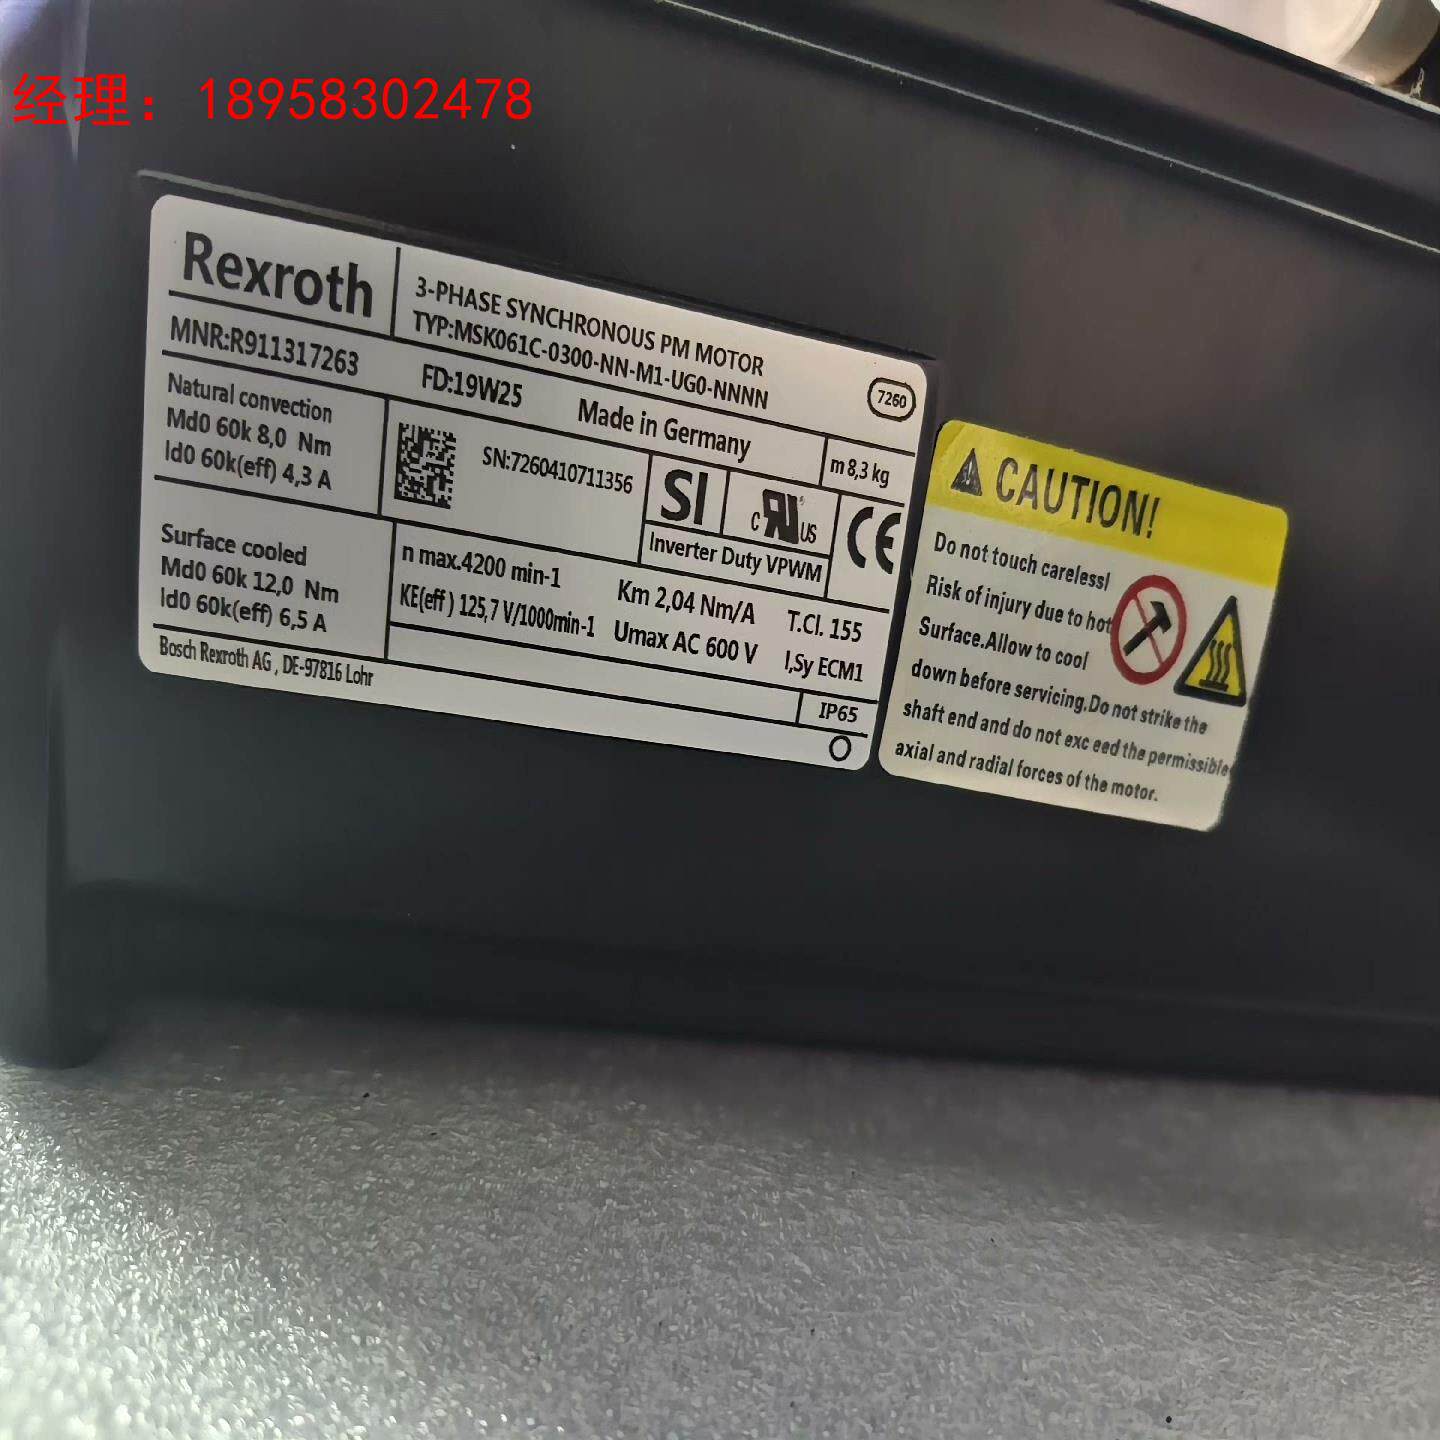 经理：18958302478
Rexroth
3-PHASE SYNCHRONOUS PM MOTOR
TYP:MSK061C-0300-NN-M1-UG0-NNNN
7260
MNR:R911317263
FD:19W25
Made in Germany
m 8,3 kg
Natural convection
Md0 60k 8,0 Nm
Id0 60k(eff) 4,3 A
SN:7260410711356
SI
c RU US
CE
Inverter Duty VPWM
Surface cooled
Md0 60k 12,0 Nm
Id0 60k(eff) 6,5 A
n max.4200 min-1
Km 2,04 Nm/A
T.Cl. 155
KE(eff ) 125,7 V/1000min-1
Umax AC 600 V
I,Sy ECM1
IP65
Bosch Rexroth AG , DE-97816 Lohr
CAUTION!
Do not touch careless!
Risk of injury due to hot
Surface.Allow to cool
down before servicing.Do not strike the
shaft end and do not exc eed the permissible
axial and radial forces of the motor.